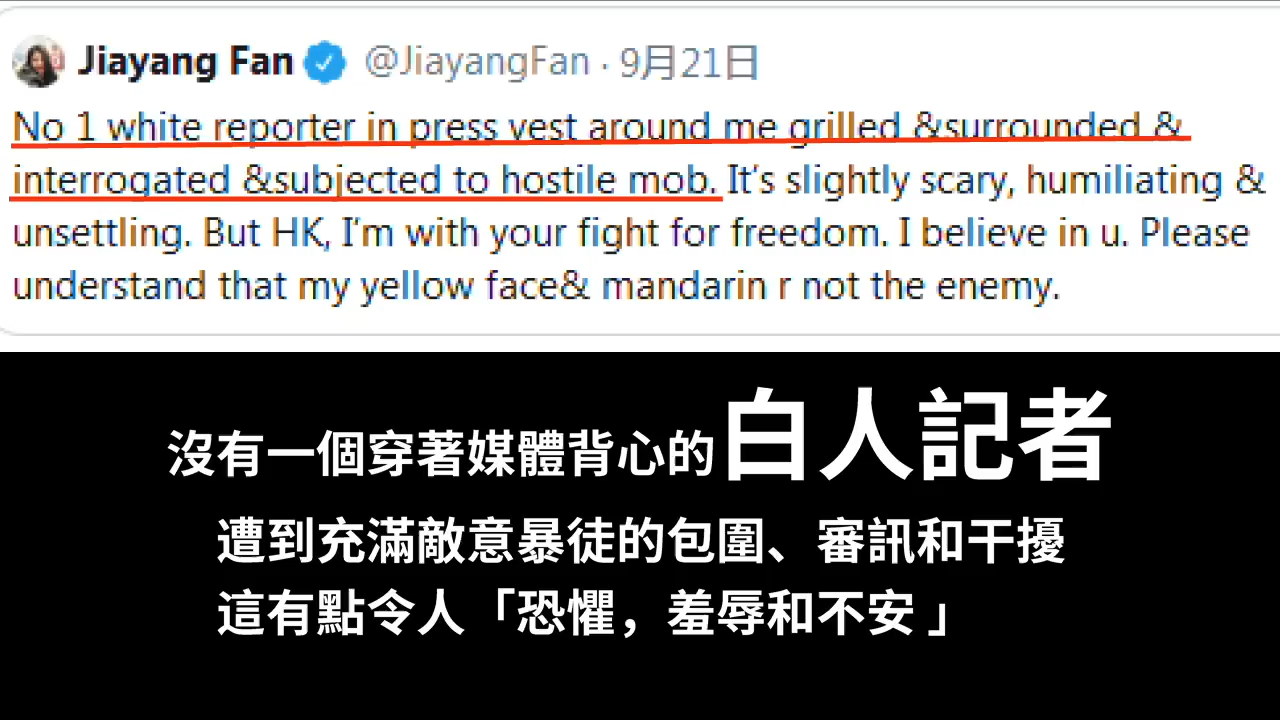 Jiayang Fan @JiayangFan · 9月21日
No 1 white reporter in press vest around me grilled &surrounded &
interrogated &subjected to hostile mob. It's slightly scary, humiliating &
unsettling. But HK, I'm with your fight for freedom. I believe in u. Please
understand that my yellow face& mandarin r not the enemy.
沒有一個穿著媒體背心的白人記者
遭到充滿敵意暴徒的包圍、審訊和干擾
這有點令人「恐懼，羞辱和不安」